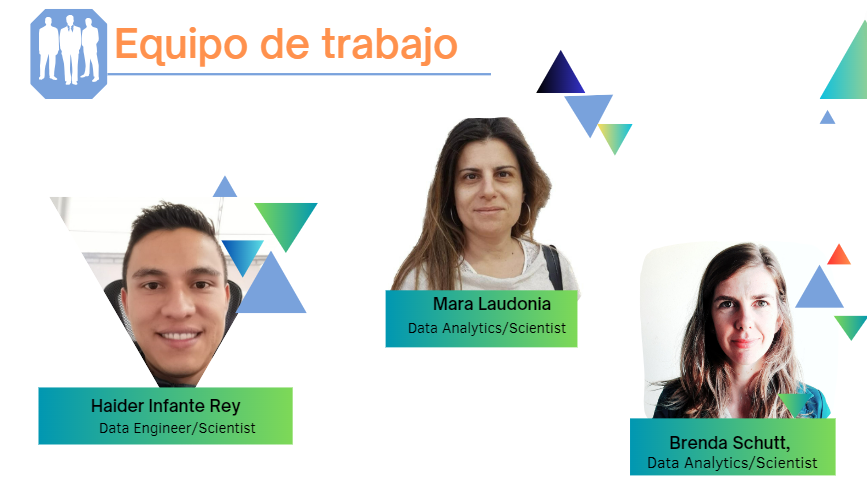 Equipo de trabajo
Mara Laudonia
Data Analytics/Scientist
Haider Infante Rey
Data Engineer/Scientist
Brenda Schutt,
Data Analytics/Scientist